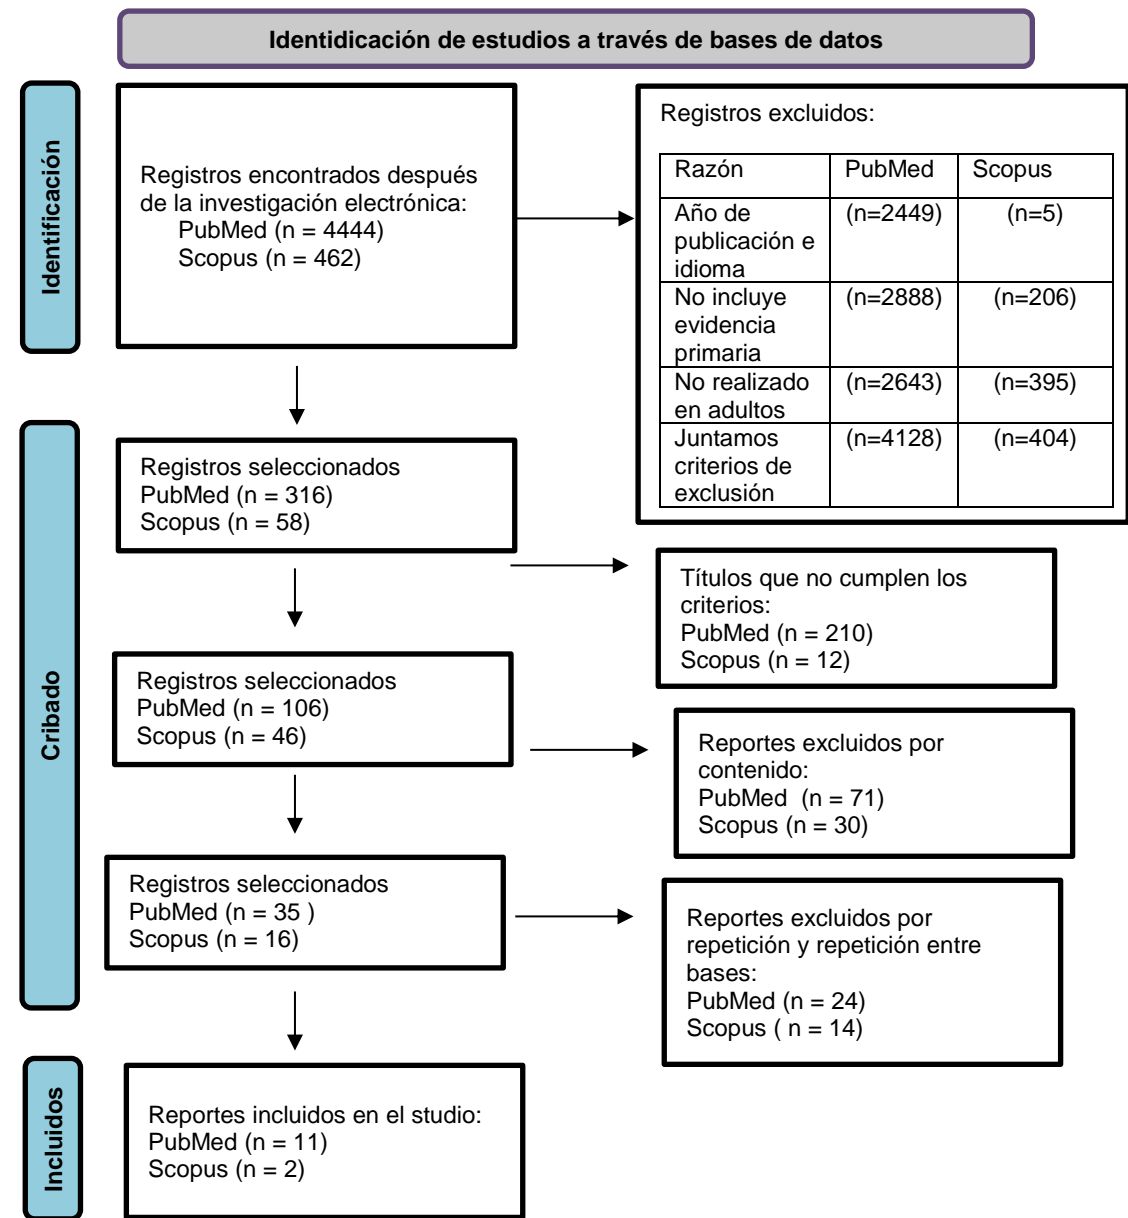 Identidicación de estudios a través de bases de datos
Identificación
Registros encontrados después
de la investigación electrónica:
PubMed (n = 4444)
Scopus (n = 462)
Registros excluidos:
Razón PubMed Scopus
Año de (n=2449) (n=5)
publicación e
idioma
No incluye (n=2888) (n=206)
evidencia
primaria
No realizado (n=2643) (n=395)
en adultos
Juntamos (n=4128) (n=404)
criterios de
exclusión
Cribado
Registros seleccionados
PubMed (n = 316)
Scopus (n = 58)
Títulos que no cumplen los
criterios:
PubMed (n = 210)
Scopus (n = 12)
Registros seleccionados
PubMed (n = 106)
Scopus (n = 46)
Reportes excluidos por
contenido:
PubMed (n = 71)
Scopus (n = 30)
Registros seleccionados
PubMed (n = 35 )
Scopus (n = 16)
Reportes excluidos por
repetición y repetición entre
bases:
PubMed (n = 24)
Scopus ( n = 14)
Incluidos
Reportes incluidos en el studio:
PubMed (n = 11)
Scopus (n = 2)